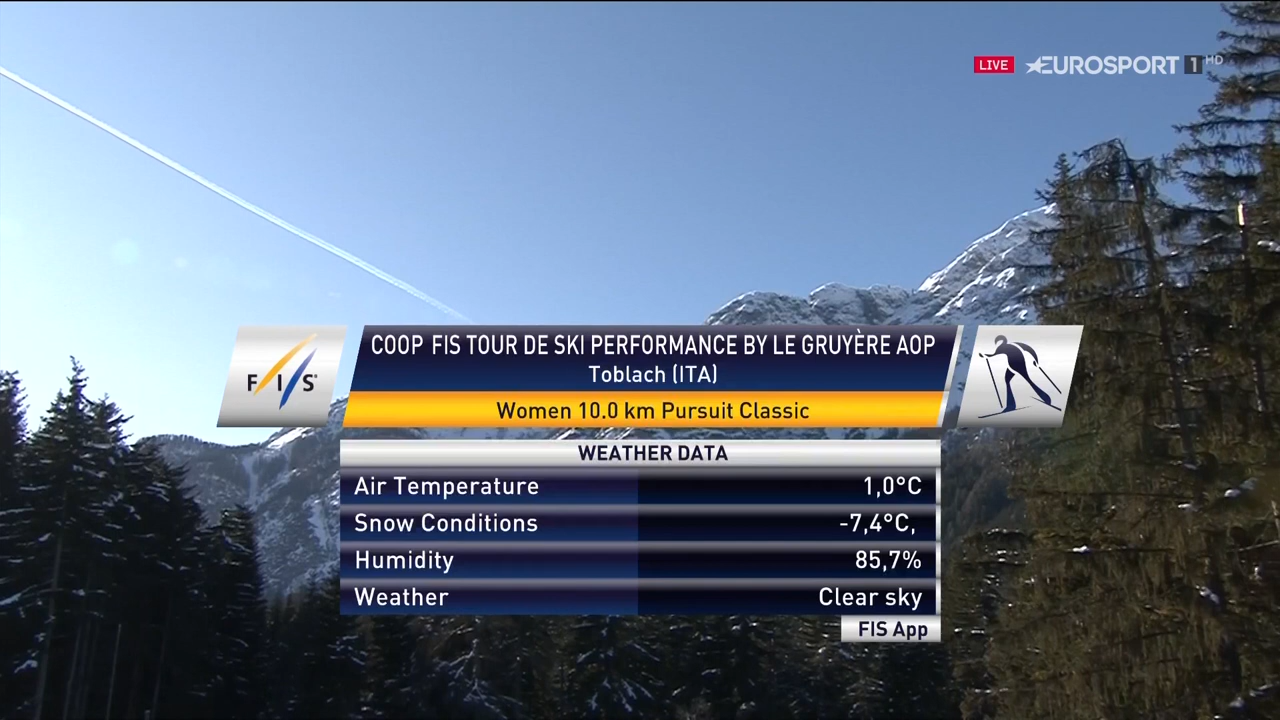 LIVE EUROSPORT 1 HD
COOP FIS TOUR DE SKI PERFORMANCE BY LE GRUYÈRE AOP
F I S
Toblach (ITA)
Women 10.0 km Pursuit Classic
WEATHER DATA
Air Temperature 1,0°C
Snow Conditions -7,4°C,
Humidity 85,7%
Weather Clear sky
FIS App